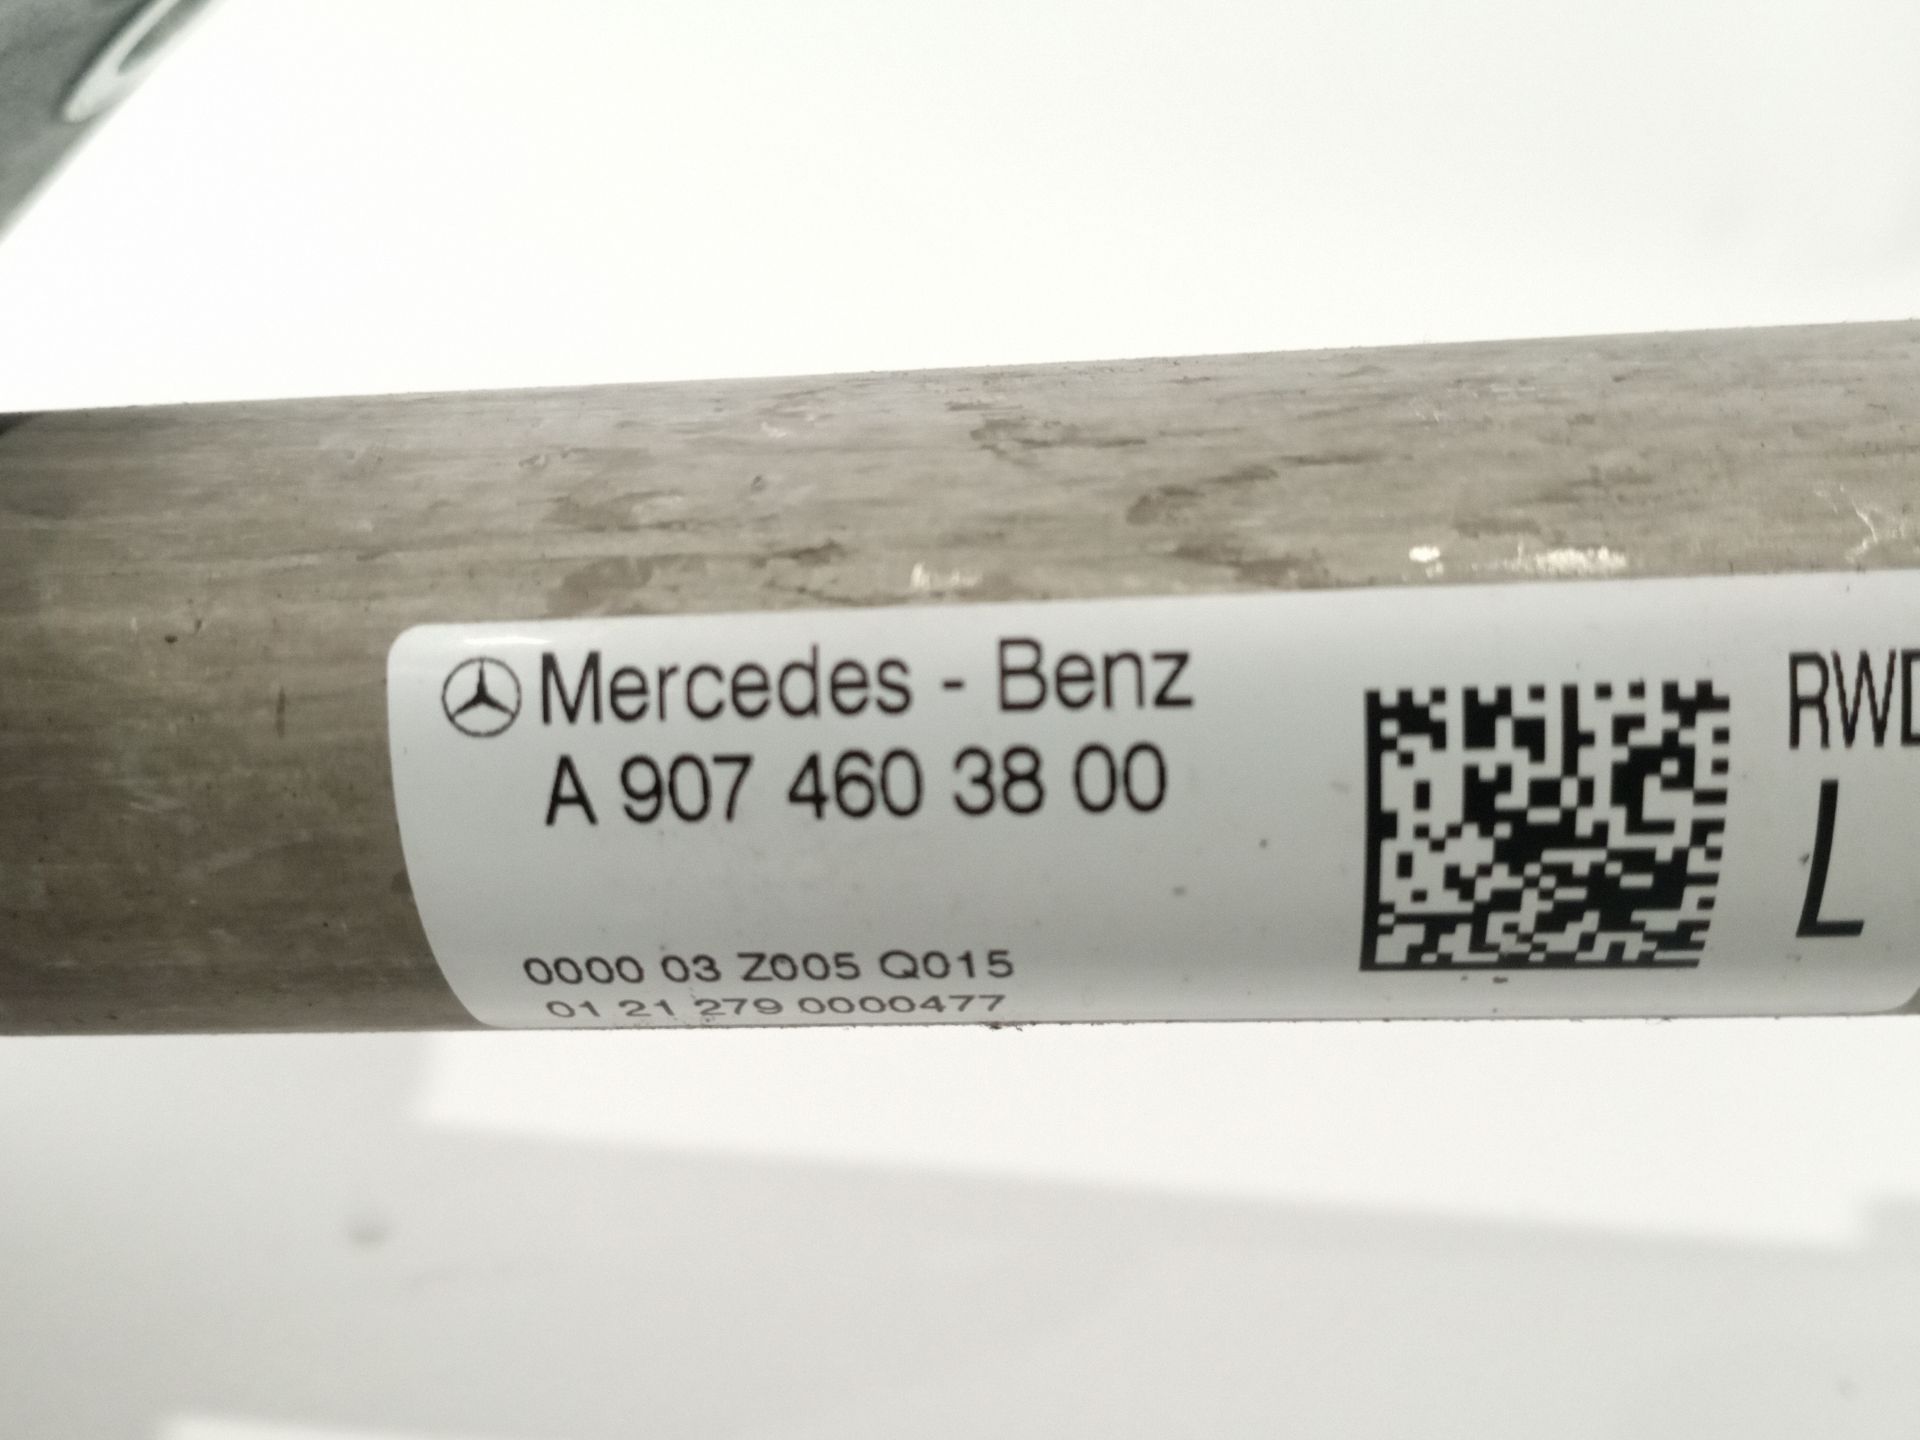 Mercedes - Benz
A 907 460 38 00
0000 03 Z005 Q015
01 21 279 0000477
RWD
L